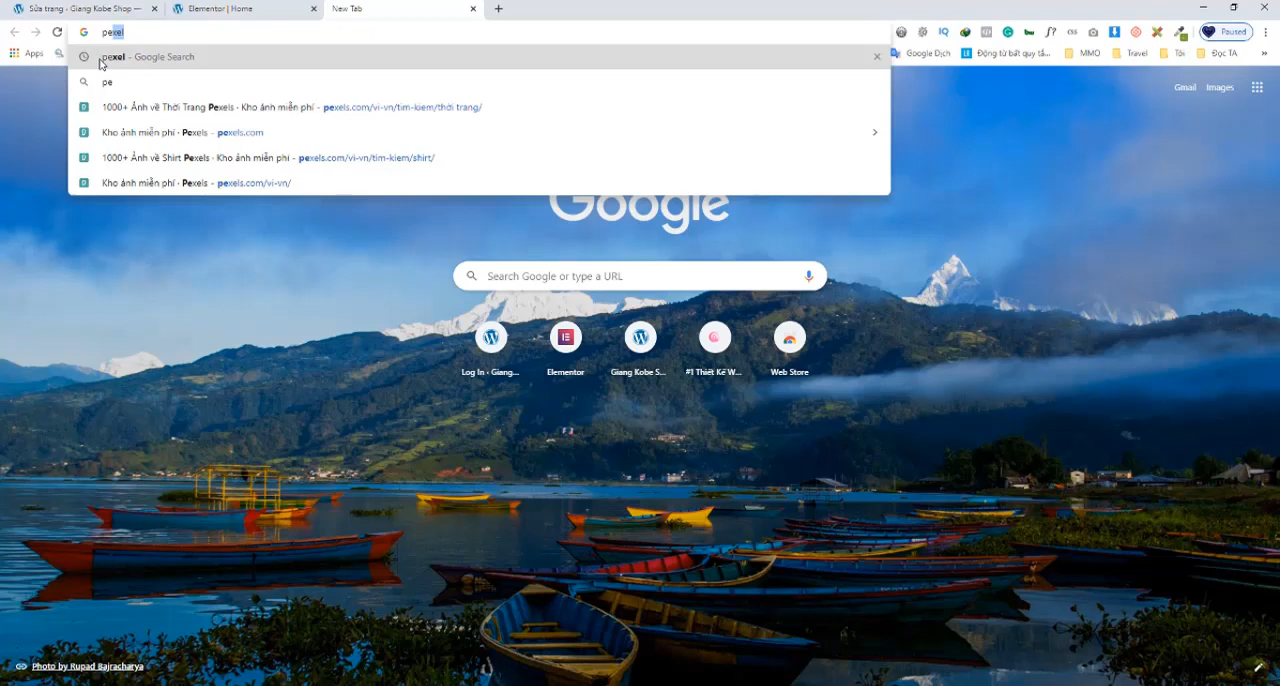 Sửa trang - Giang Kobe Shop —
Elementor | Home
New Tab
pexel
Paused
Apps
Google Dịch
Động từ bất quy tắ...
MMO
Travel
Tôi
Đọc TA
»
pexel - Google Search
pe
1000+ Ảnh về Thời Trang Pexels · Kho ảnh miễn phí - pexels.com/vi-vn/tim-kiem/thời trang/
Kho ảnh miễn phí · Pexels - pexels.com
1000+ Ảnh về Shirt Pexels · Kho ảnh miễn phí - pexels.com/vi-vn/tim-kiem/shirt/
Kho ảnh miễn phí · Pexels - pexels.com/vi-vn/
Gmail Images
Google
Search Google or type a URL
Log In ‹ Giang...
Elementor
Giang Kobe S...
#1 Thiết Kế W...
Web Store
Photo by Rupad Bajracharya